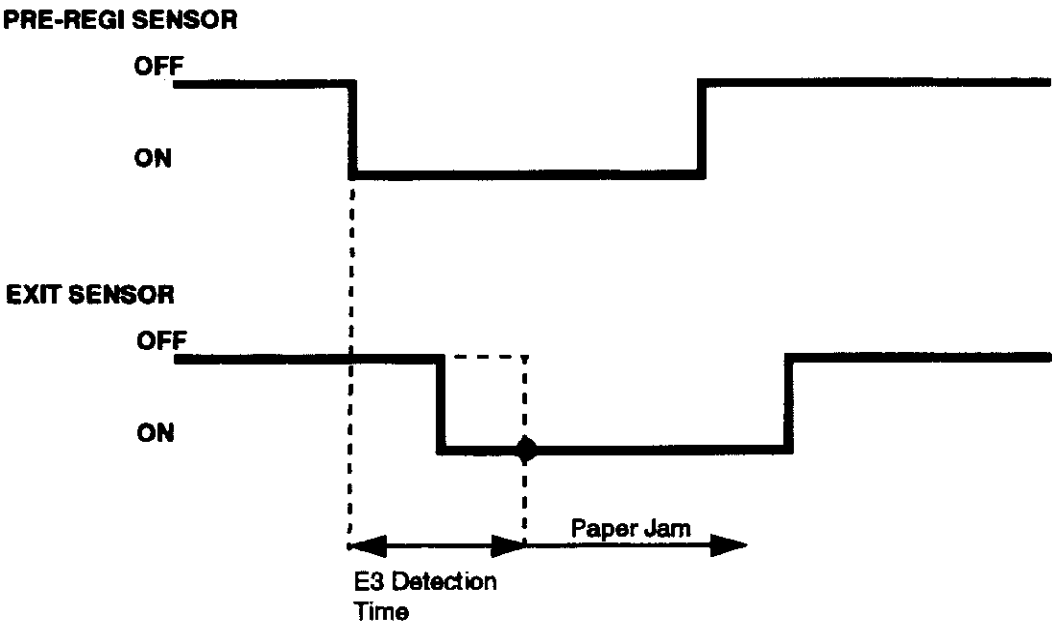 PRE-REGI SENSOR
OFF
ON
EXIT SENSOR
OFF
ON
Paper Jam
E3 Detection
Time